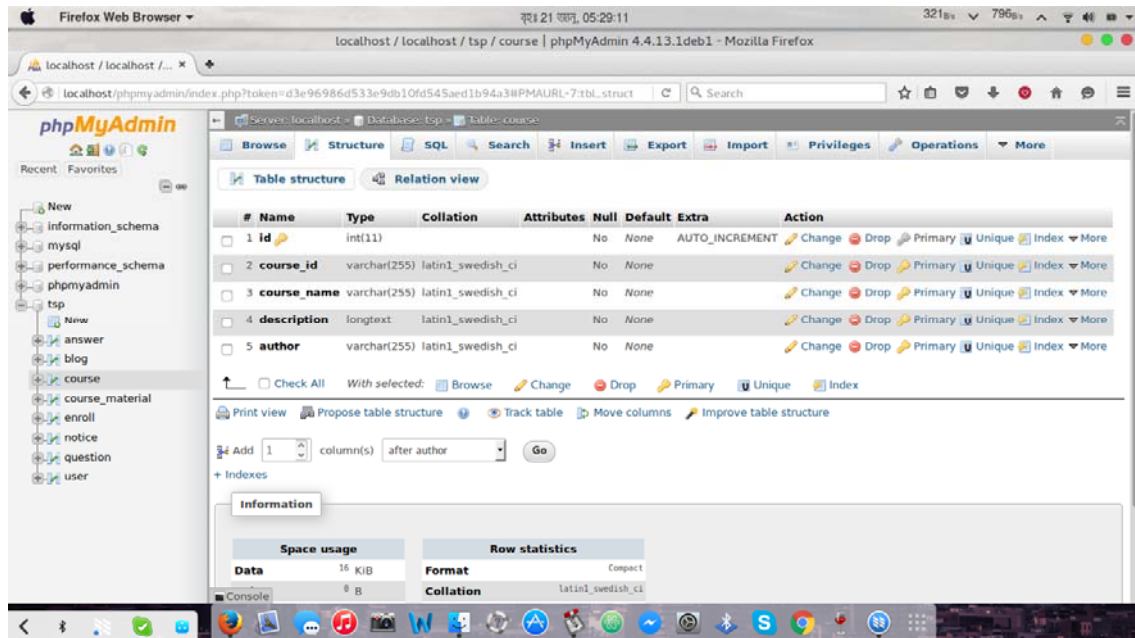 Firefox Web Browser
বৃহঃ 21 জানু, 05:29:11
321 B/s 796 B/s
localhost / localhost / tsp / course | phpMyAdmin 4.4.13.1deb1 - Mozilla Firefox
localhost / localhost /...
localhost/phpmyadmin/index.php?token=d3e96986d533e9db10fd545aed1b94a3#PMAURL-7:tbl_struct
Search
phpMyAdmin
Recent Favorites
New
information_schema
mysql
performance_schema
phpmyadmin
tsp
New
answer
blog
course
course_material
enroll
notice
question
user
Server: localhost » Database: tsp » Table: course
Browse Structure SQL Search Insert Export Import Privileges Operations More
Table structure Relation view
# Name Type Collation Attributes Null Default Extra Action
1 id int(11) No None AUTO_INCREMENT Change Drop Primary Unique Index More
2 course_id varchar(255) latin1_swedish_ci No None Change Drop Primary Unique Index More
3 course_name varchar(255) latin1_swedish_ci No None Change Drop Primary Unique Index More
4 description longtext latin1_swedish_ci No None Change Drop Primary Unique Index More
5 author varchar(255) latin1_swedish_ci No None Change Drop Primary Unique Index More
Check All With selected: Browse Change Drop Primary Unique Index
Print view Propose table structure Track table Move columns Improve table structure
Add 1 column(s) after author Go
+ Indexes
Information
Space usage
Data 16 KiB
0 B
Row statistics
Format Compact
Collation latin1_swedish_ci
Console